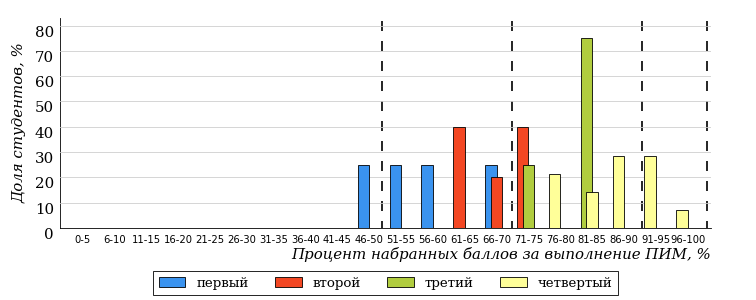 Доля студентов, %
80
70
60
50
40
30
20
10
0
0-5 6-10 11-15 16-20 21-25 26-30 31-35 36-40 41-45 46-50 51-55 56-60 61-65 66-70 71-75 76-80 81-85 86-90 91-95 96-100
Процент набранных баллов за выполнение ПИМ, %
первый второй третий четвертый